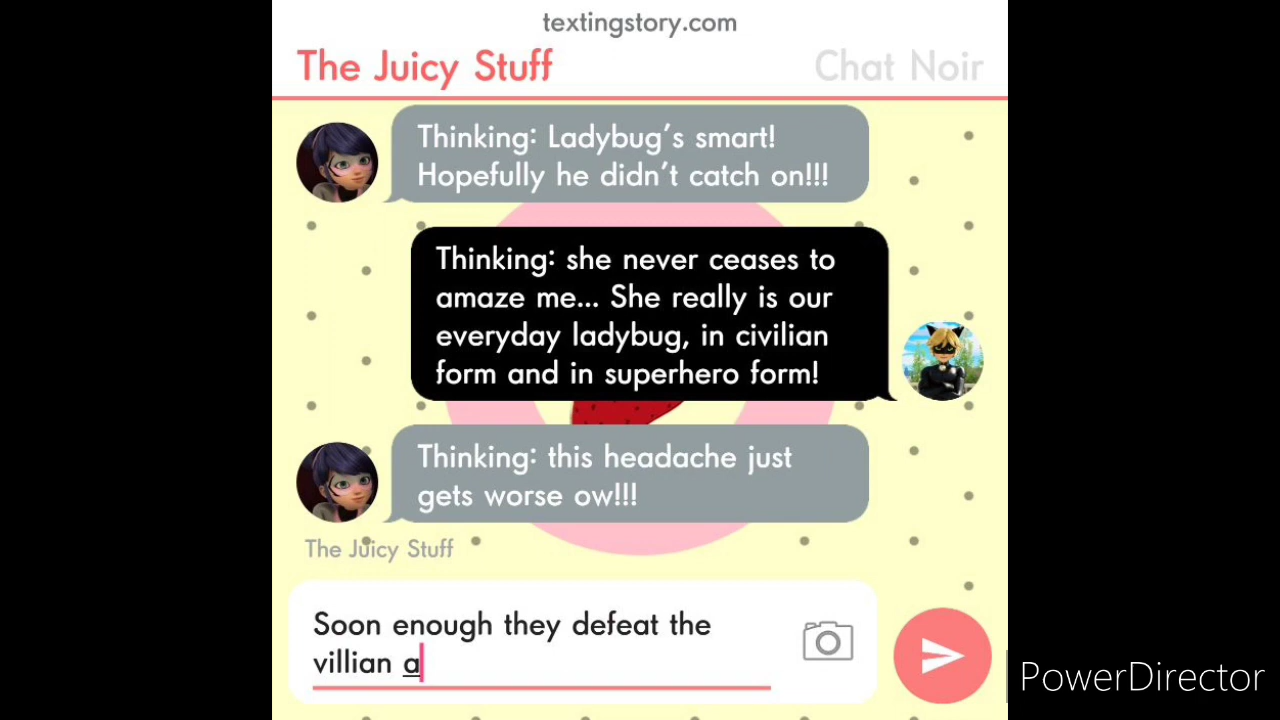 textingstory.com
The Juicy Stuff
Chat Noir
Thinking: Ladybug's smart!
Hopefully he didn't catch on!!!
Thinking: she never ceases to
amaze me... She really is our
everyday ladybug, in civilian
form and in superhero form!
Thinking: this headache just
gets worse ow!!!
The Juicy Stuff
Soon enough they defeat the
villian a
PowerDirector